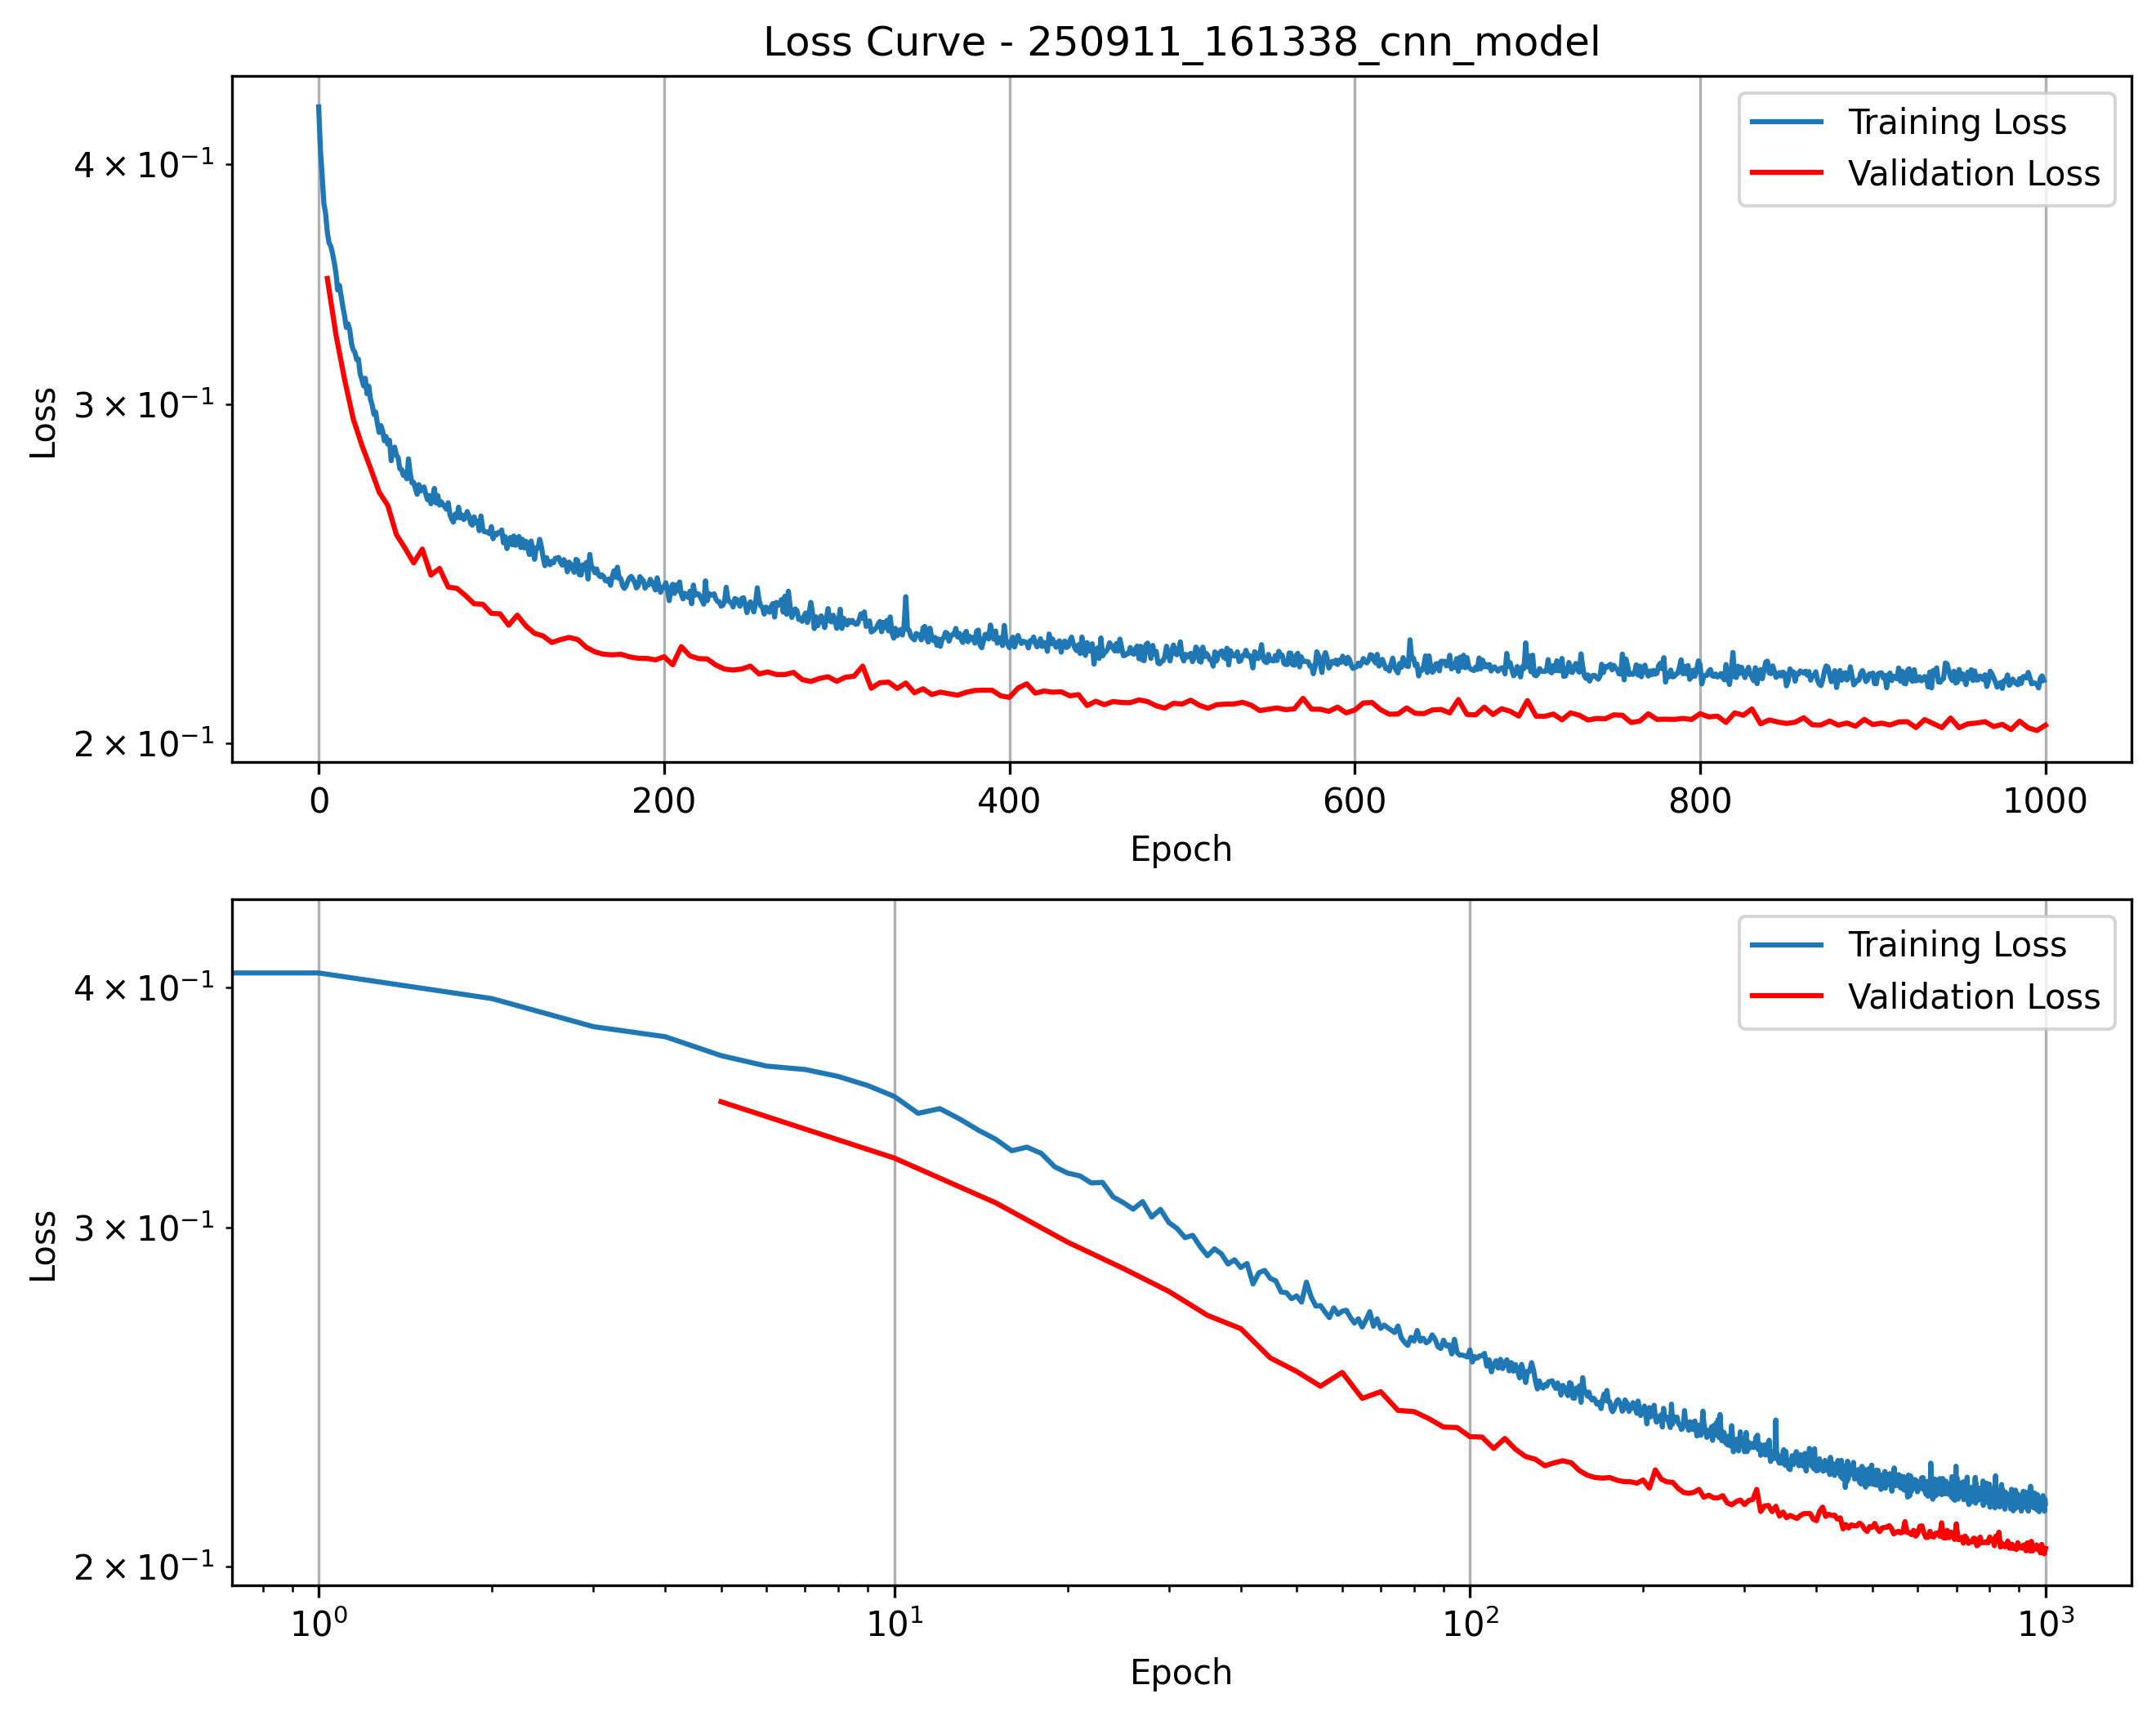 Loss Curve - 250911_161338_cnn_model
Training Loss
Validation Loss
4 × 10⁻¹
3 × 10⁻¹
2 × 10⁻¹
Loss
0 200 400 600 800 1000
Epoch
Training Loss
Validation Loss
4 × 10⁻¹
3 × 10⁻¹
2 × 10⁻¹
Loss
10⁰ 10¹ 10² 10³
Epoch